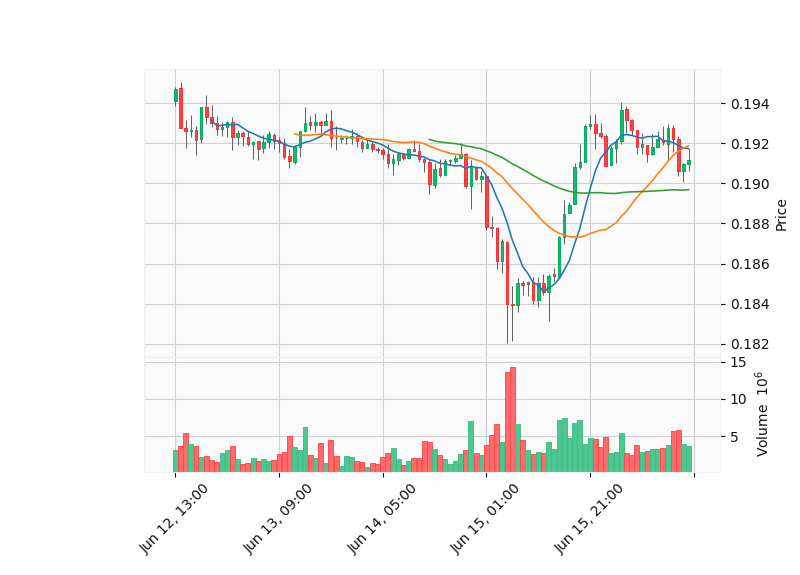 0.194
0.192
0.190
0.188
0.186
0.184
0.182
Price
15
10
5
Volume 10^6
Jun 12, 13:00
Jun 13, 09:00
Jun 14, 05:00
Jun 15, 01:00
Jun 15, 21:00